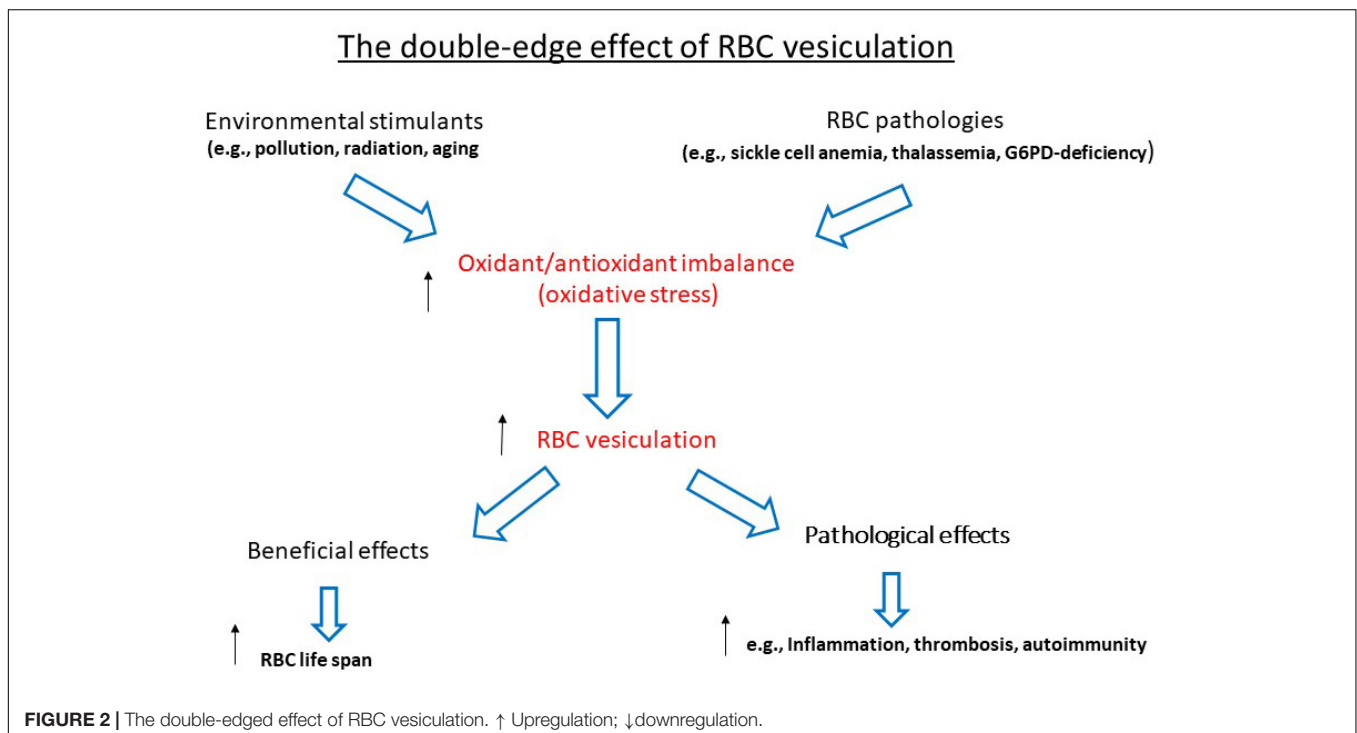 The double-edge effect of RBC vesiculation
Environmental stimulants
(e.g., pollution, radiation, aging
RBC pathologies
(e.g., sickle cell anemia, thalassemia, G6PD-deficiency)
↑ Oxidant/antioxidant imbalance
(oxidative stress)
↑ RBC vesiculation
Beneficial effects
Pathological effects
↑ RBC life span
↑ e.g., Inflammation, thrombosis, autoimmunity
FIGURE 2 | The double-edged effect of RBC vesiculation. ↑ Upregulation; ↓downregulation.